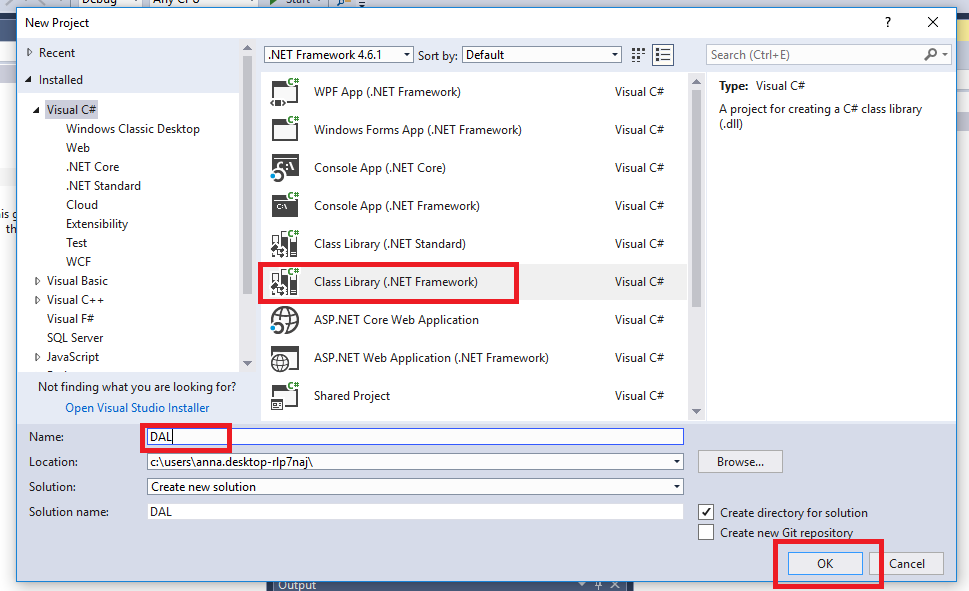 Debug Any CPU Start
New Project ?
Recent
Installed
Visual C#
Windows Classic Desktop
Web
.NET Core
.NET Standard
Cloud
Extensibility
Test
WCF
Visual Basic
Visual C++
Visual F#
SQL Server
JavaScript
Not finding what you are looking for?
Open Visual Studio Installer
.NET Framework 4.6.1 Sort by: Default
WPF App (.NET Framework) Visual C#
Windows Forms App (.NET Framework) Visual C#
Console App (.NET Core) Visual C#
Console App (.NET Framework) Visual C#
Class Library (.NET Standard) Visual C#
Class Library (.NET Framework) Visual C#
ASP.NET Core Web Application Visual C#
ASP.NET Web Application (.NET Framework) Visual C#
Shared Project Visual C#
Search (Ctrl+E)
Type: Visual C#
A project for creating a C# class library
(.dll)
Name: DAL
Location: c:\users\anna.desktop-rlp7naj\
Browse...
Solution: Create new solution
Solution name: DAL
Create directory for solution
Create new Git repository
OK Cancel
Output